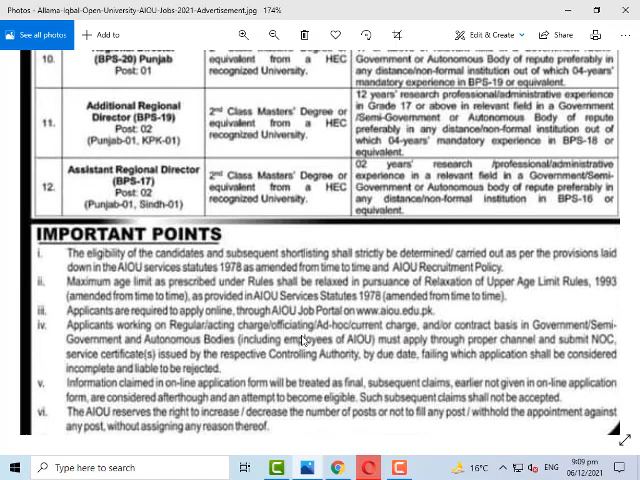 Photos - Allama-Iqbal-Open-University-AIOU-Jobs-2021-Advertisement.jpg   174%
See all photos   + Add to   Edit & Create   Share
10.
(BPS-20) Punjab
Post: 01
equivalent from a HEC
recognized University.
Government or Autonomous Body of repute preferably in
any distance/non-formal institution out of which 04-years'
mandatory experience in BPS-19 or equivalent.
11.
Additional Regional
Director (BPS-19)
Post: 02
(Punjab-01, KPK-01)
2nd Class Masters' Degree or
equivalent from a HEC
recognized University.
12 years' research professional/administrative experience
in Grade 17 or above in relevant field in a Government
/Semi-Government or Autonomous Body of repute
preferably in any distance/non-formal institution out of
which 04-years' mandatory experience in BPS-18 or
equivalent.
12.
Assistant Regional Director
(BPS-17)
Post: 02
(Punjab-01, Sindh-01)
2nd Class Masters' Degree or
equivalent from a HEC
recognized University.
02 years' research /professional/administrative
experience in a relevant field in a Government/Semi-
Government or Autonomous body of repute preferably in
any distance/non-formal institution in BPS-16 or
equivalent.
IMPORTANT POINTS
i. The eligibility of the candidates and subsequent shortlisting shall strictly be determined/ carried out as per the provisions laid
down in the AIOU services statutes 1978 as amended from time to time and AIOU Recruitment Policy.
ii. Maximum age limit as prescribed under Rules shall be relaxed in pursuance of Relaxation of Upper Age Limit Rules, 1993
(amended from time to time), as provided in AIOU Services Statutes 1978 (amended from time to time).
iii. Applicants are required to apply online, through AIOU Job Portal on www.aiou.edu.pk.
iv. Applicants working on Regular/acting charge/officiating/Ad-hoc/current charge, and/or contract basis in Government/Semi-
Government and Autonomous Bodies (including employees of AIOU) must apply through proper channel and submit NOC,
service certificate(s) issued by the respective Controlling Authority, by due date, failing which application shall be considered
incomplete and liable to be rejected.
v. Information claimed in on-line application form will be treated as final, subsequent claims, earlier not given in on-line application
form, are considered afterthough and an attempt to become eligible. Such subsequent claims shall not be accepted.
vi. The AIOU reserves the right to increase / decrease the number of posts or not to fill any post / withhold the appointment against
any post, without assigning any reason thereof.
Type here to search   16°C   ENG   9:09 pm
06/12/2021